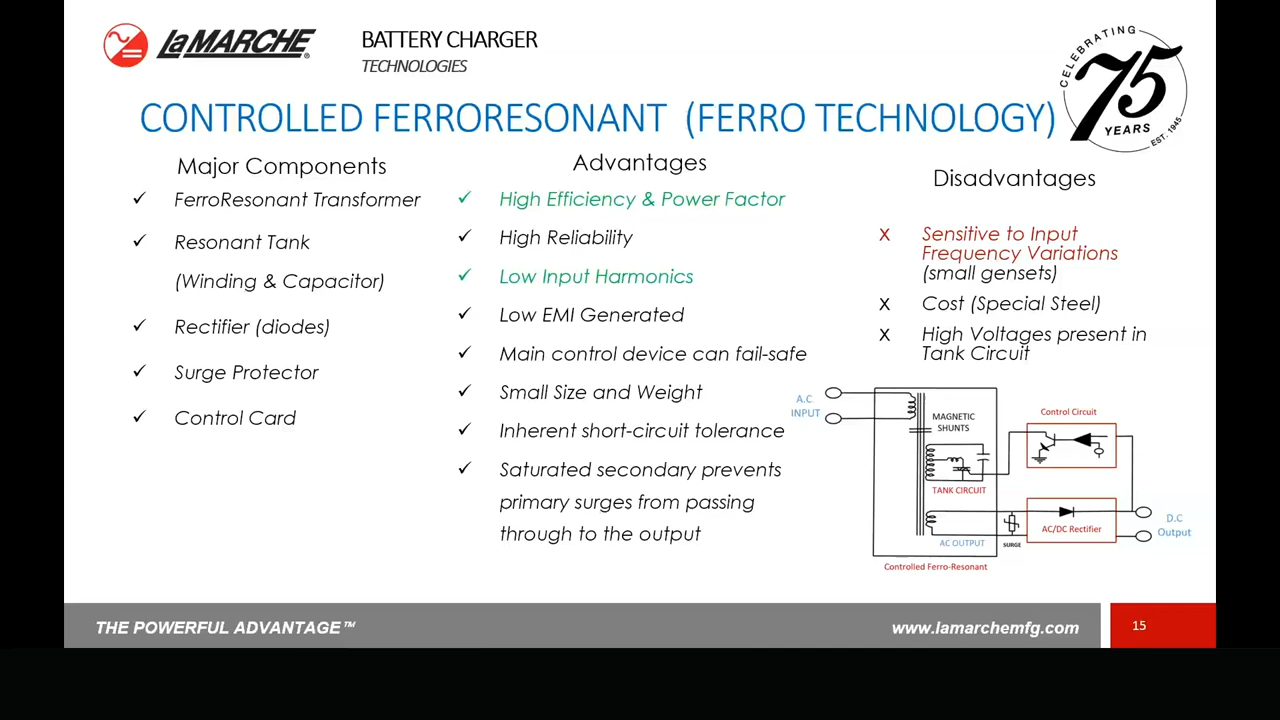 LaMARCHE®
BATTERY CHARGER
TECHNOLOGIES
CELEBRATING
75
YEARS
EST. 1945
CONTROLLED FERRORESONANT (FERRO TECHNOLOGY)
Major Components
✓ FerroResonant Transformer
✓ Resonant Tank
(Winding & Capacitor)
✓ Rectifier (diodes)
✓ Surge Protector
✓ Control Card
Advantages
✓ High Efficiency & Power Factor
✓ High Reliability
✓ Low Input Harmonics
✓ Low EMI Generated
✓ Main control device can fail-safe
✓ Small Size and Weight
✓ Inherent short-circuit tolerance
✓ Saturated secondary prevents
primary surges from passing
through to the output
Disadvantages
X Sensitive to Input
Frequency Variations
(small gensets)
X Cost (Special Steel)
X High Voltages present in
Tank Circuit
A.C
INPUT
MAGNETIC
SHUNTS
Control Circuit
TANK CIRCUIT
AC OUTPUT
SURGE
AC/DC Rectifier
D.C
Output
Controlled Ferro-Resonant
THE POWERFUL ADVANTAGE™
www.lamarchemfg.com
15